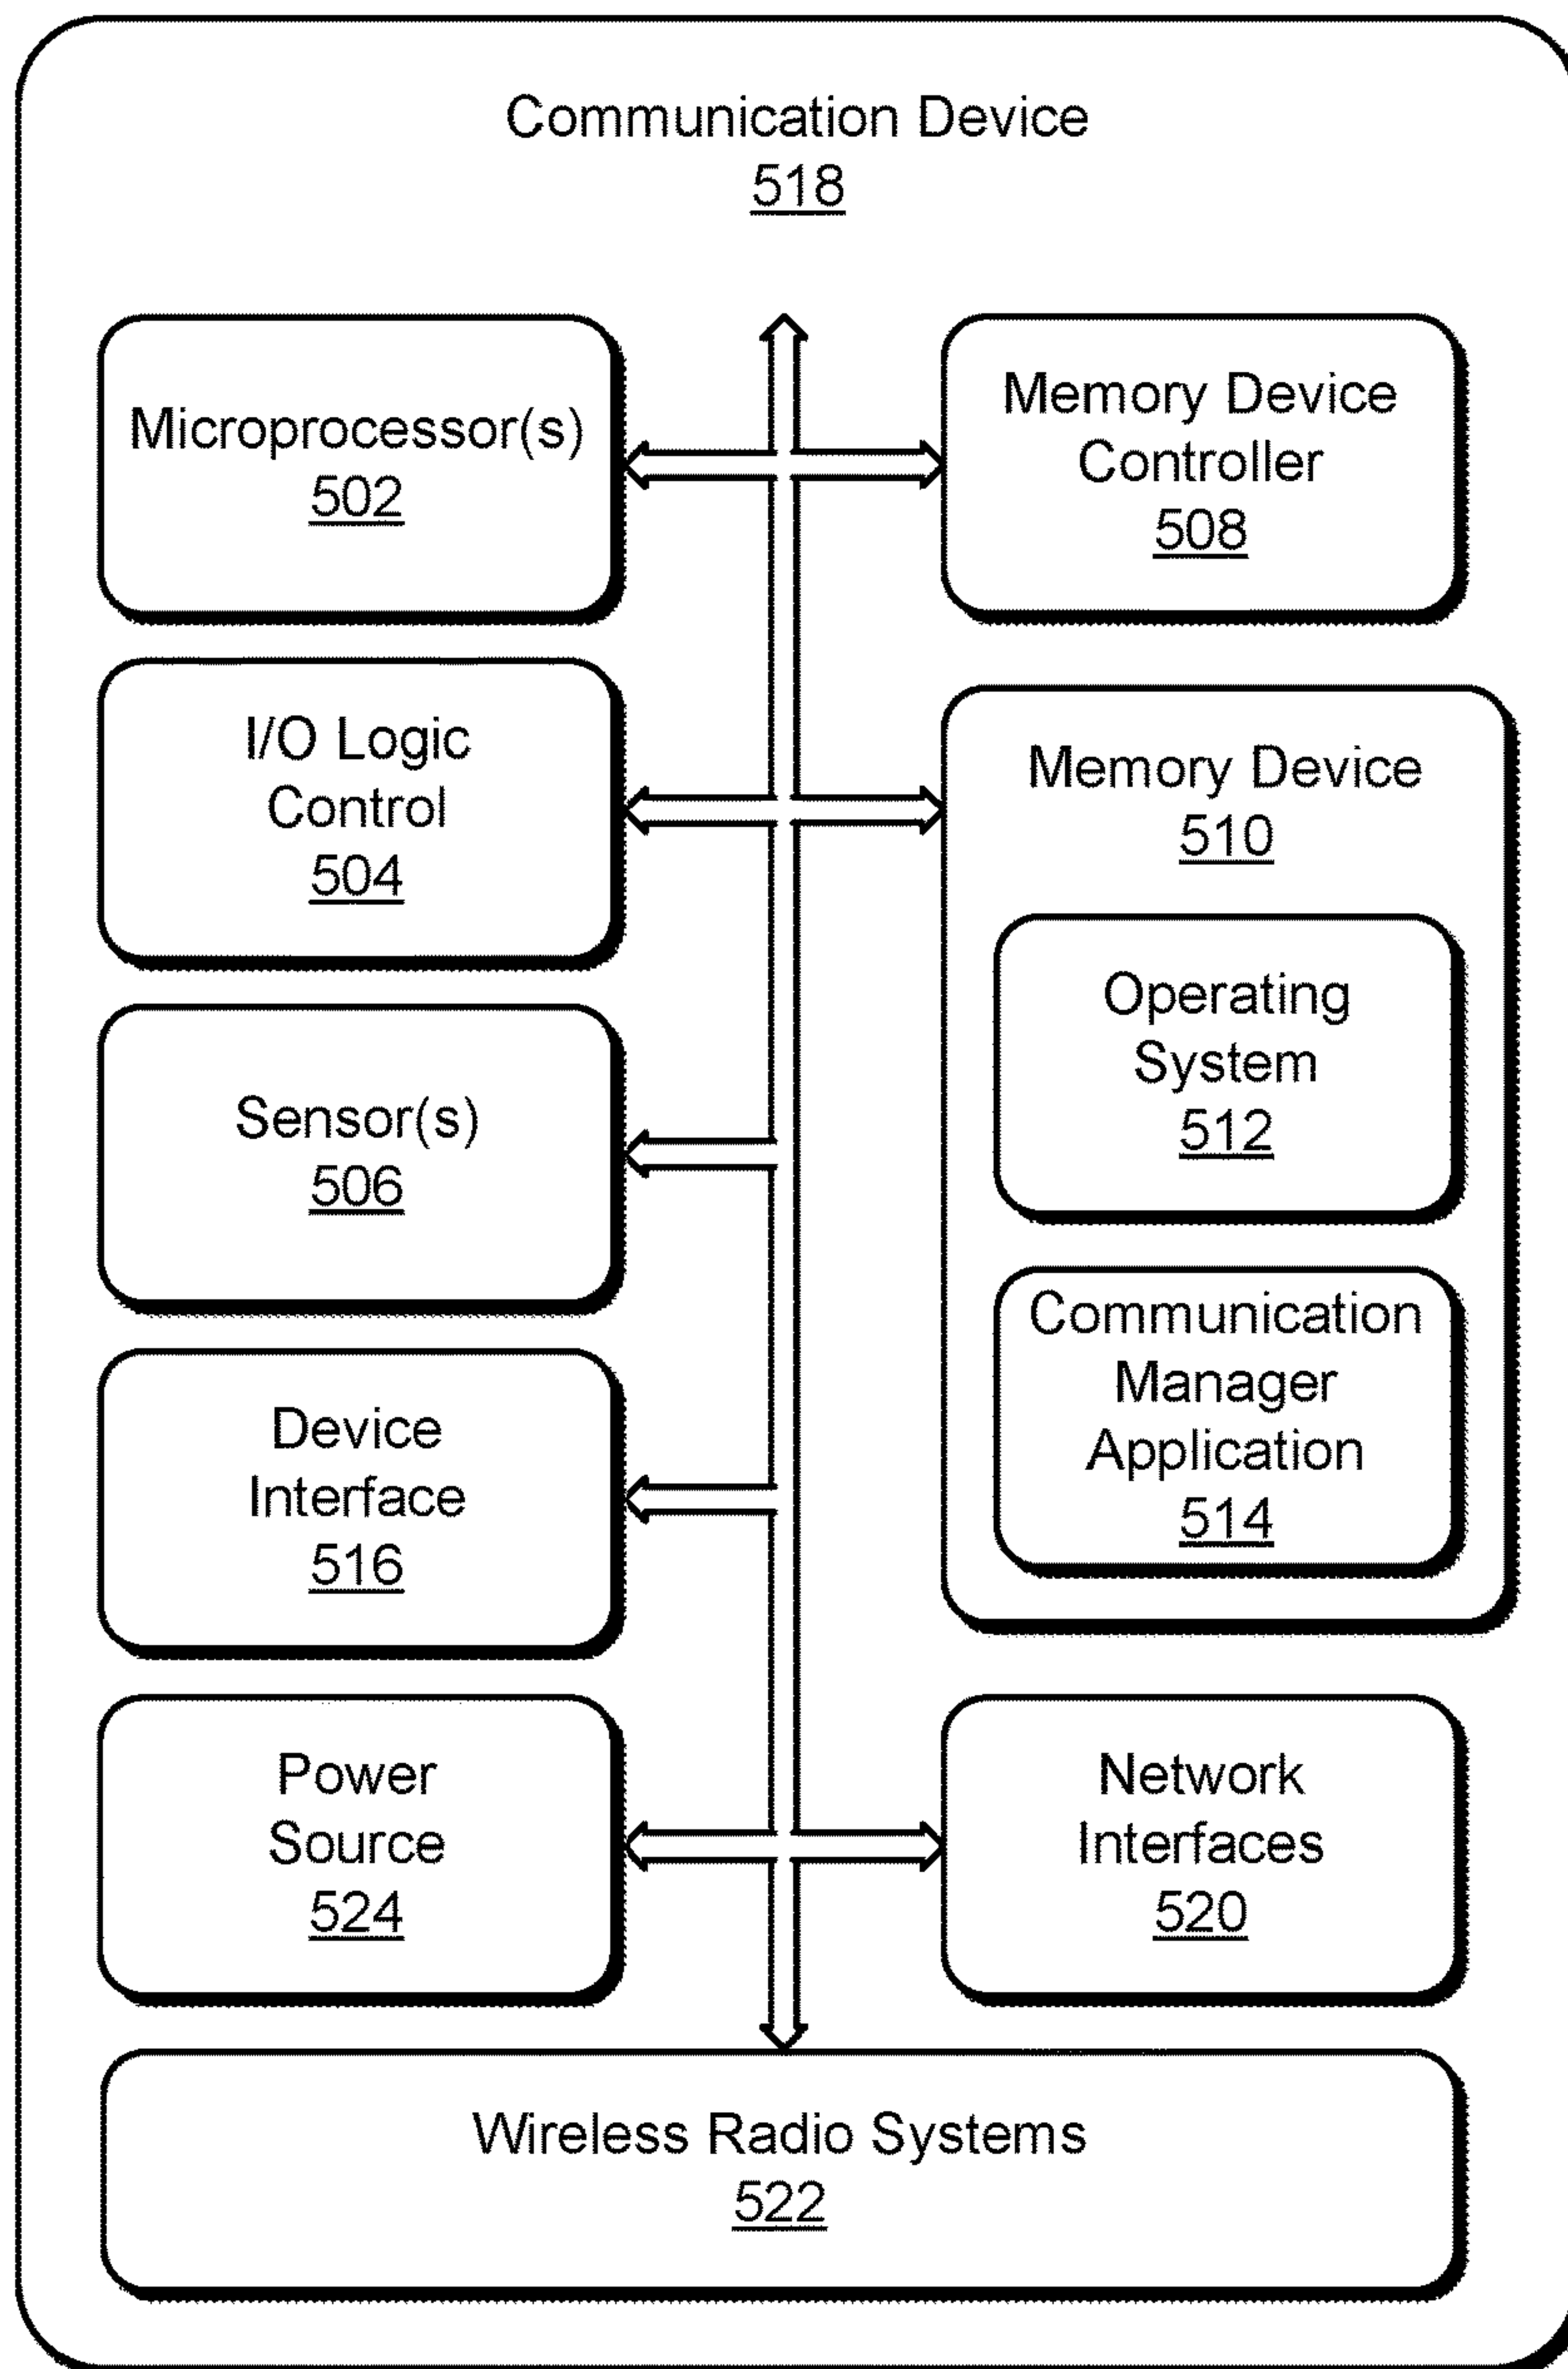 Communication Device
518
Microprocessor(s)
502
Memory Device
Controller
508
I/O Logic
Control
504
Memory Device
510
Operating
System
512
Sensor(s)
506
Communication
Manager
Application
514
Device
Interface
516
Power
Source
524
Network
Interfaces
520
Wireless Radio Systems
522